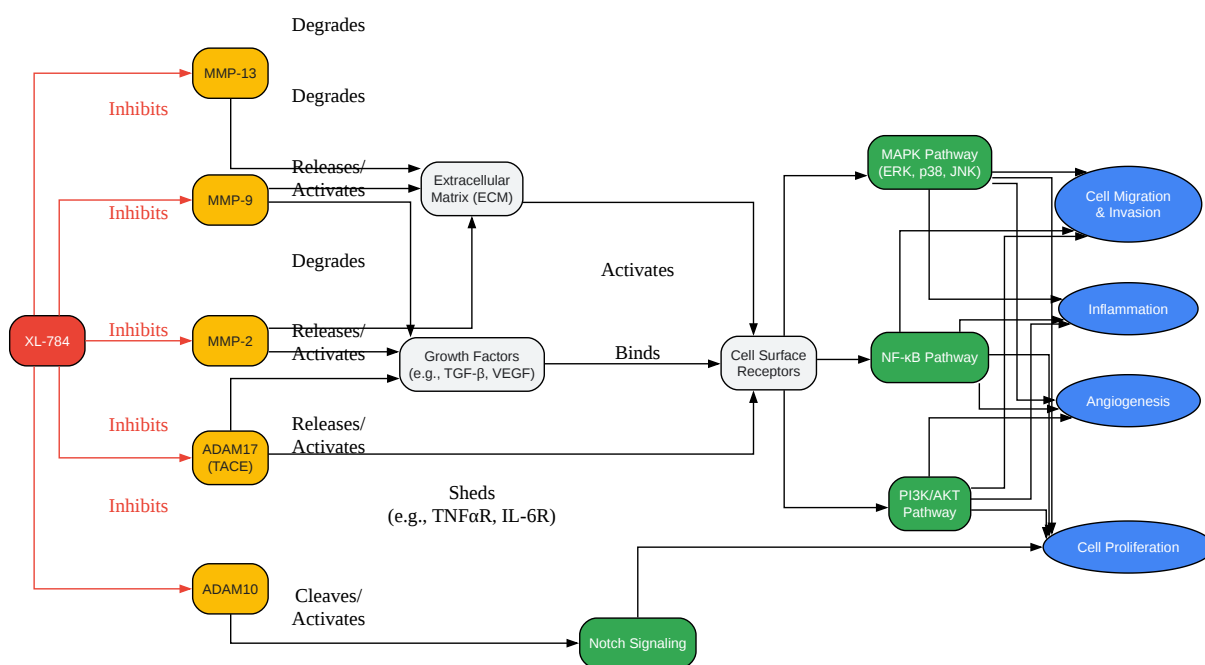 Degrades
MMP-13
Inhibits
Degrades
MAPK Pathway
(ERK, p38, JNK)
Releases/
Activates
Extracellular
Matrix (ECM)
MMP-9
Inhibits
Cell Migration
& Invasion
Degrades
Activates
Inflammation
XL-784
Inhibits
MMP-2
Releases/
Activates
Growth Factors
(e.g., TGF-β, VEGF)
Binds
Cell Surface
Receptors
NF-κB Pathway
Angiogenesis
Inhibits
ADAM17
(TACE)
Releases/
Activates
Sheds
(e.g., TNFαR, IL-6R)
Inhibits
PI3K/AKT
Pathway
Cell Proliferation
ADAM10
Cleaves/
Activates
Notch Signaling